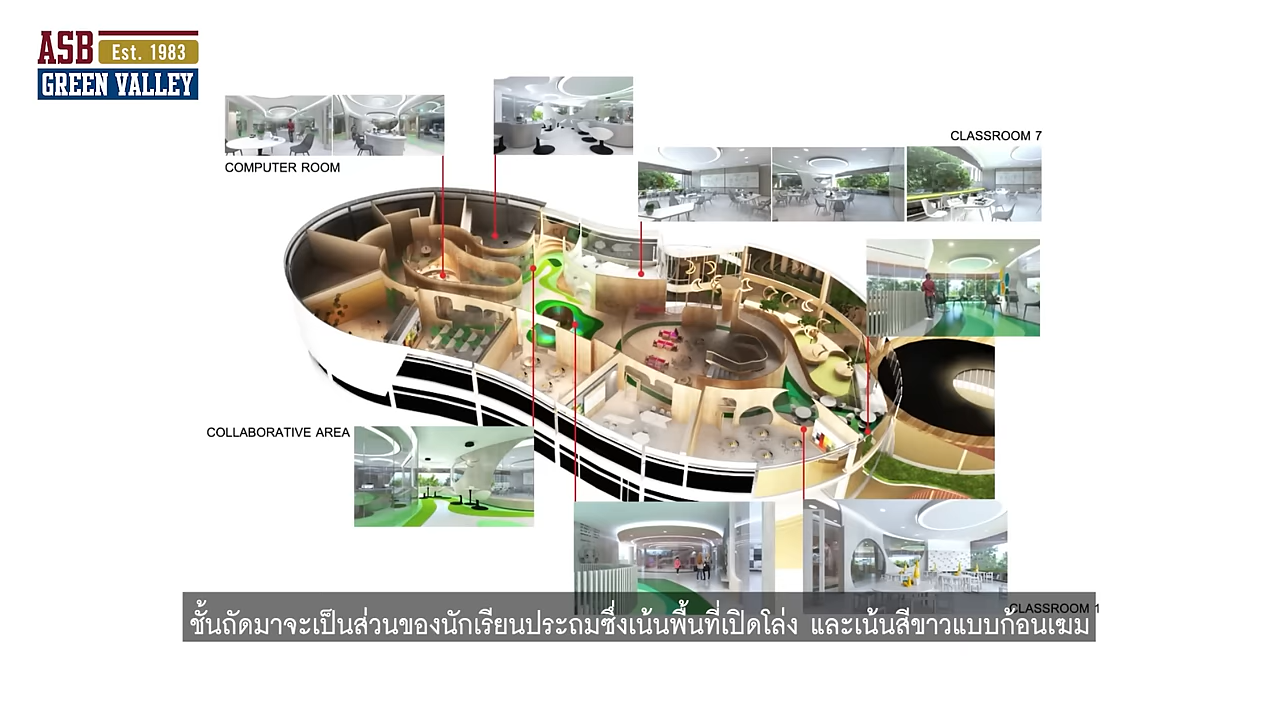 ASB Est. 1983
GREEN VALLEY
CLASSROOM 7
COMPUTER ROOM
COLLABORATIVE AREA
CLASSROOM 1
ชั้นถัดมาจะเป็นส่วนของนักเรียนประถมซึ่งเน้นพื้นที่เปิดโล่ง และเน้นสีขาวแบบก้อนเฆม